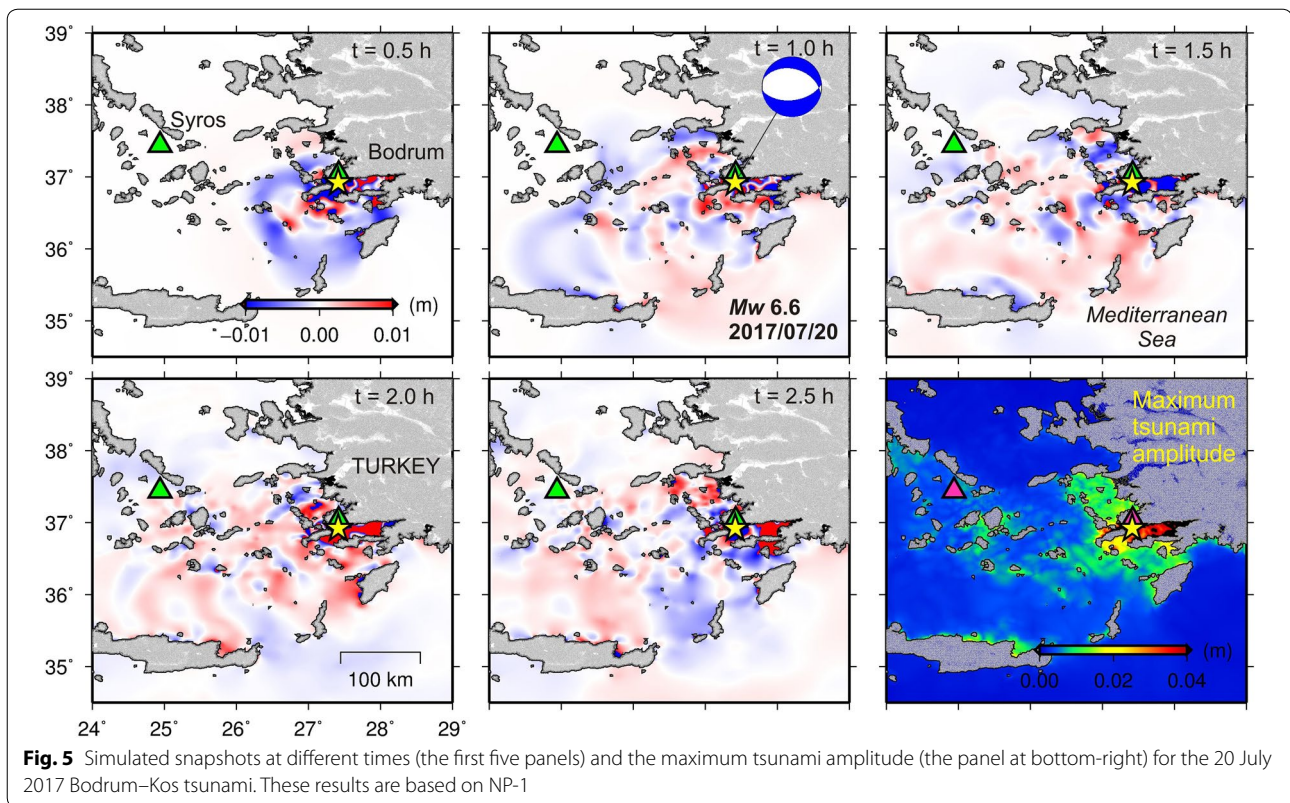 39°
38°
37°
36°
35°
t = 0.5 h
Syros
Bodrum
(m)
−0.01 0.00 0.01
t = 1.0 h
Mw 6.6
2017/07/20
t = 1.5 h
Mediterranean
Sea
39°
38°
37°
36°
35°
t = 2.0 h
TURKEY
100 km
24° 25° 26° 27° 28° 29°
t = 2.5 h
Maximum
tsunami
amplitude
(m)
0.00 0.02 0.04
Fig. 5 Simulated snapshots at different times (the first five panels) and the maximum tsunami amplitude (the panel at bottom-right) for the 20 July
2017 Bodrum–Kos tsunami. These results are based on NP-1